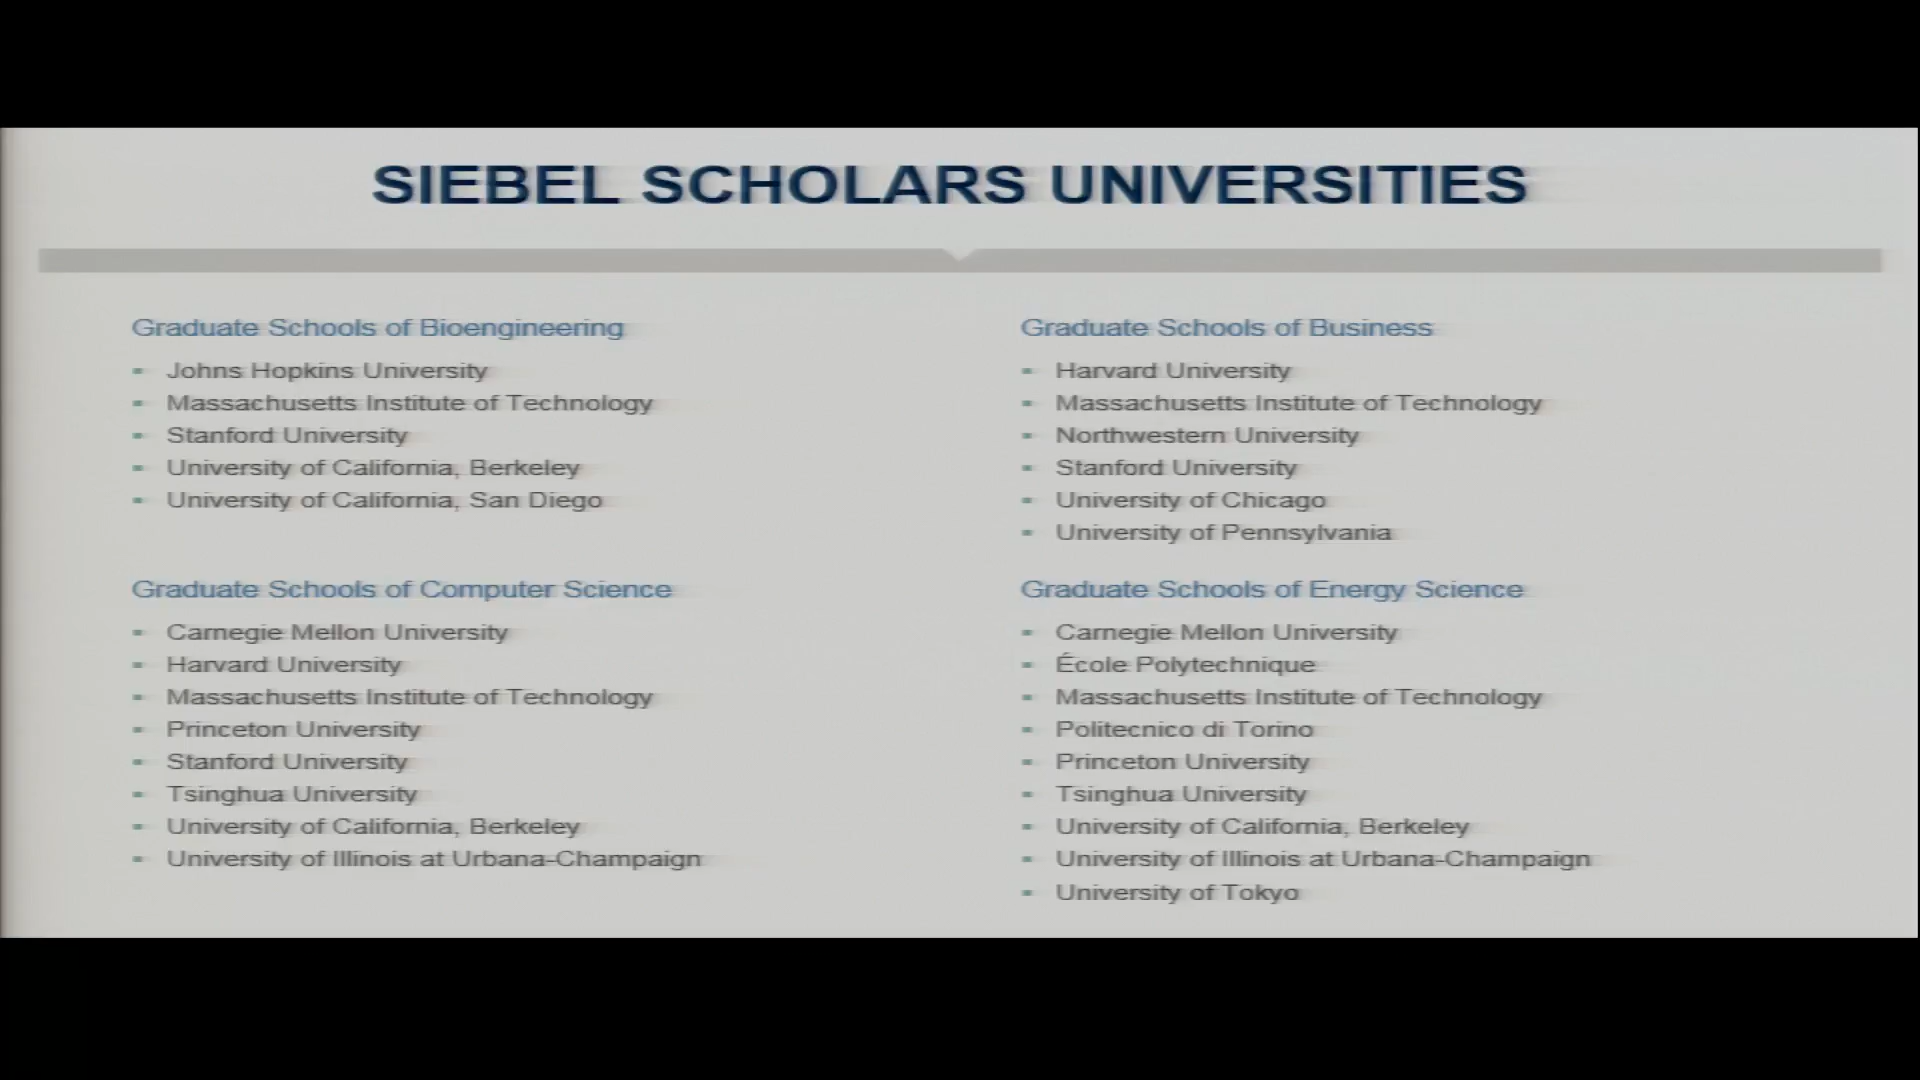 SIEBEL SCHOLARS UNIVERSITIES
Graduate Schools of Bioengineering
Johns Hopkins University
Massachusetts Institute of Technology
Stanford University
University of California, Berkeley
University of California, San Diego
Graduate Schools of Business
Harvard University
Massachusetts Institute of Technology
Northwestern University
Stanford University
University of Chicago
University of Pennsylvania
Graduate Schools of Computer Science
Carnegie Mellon University
Harvard University
Massachusetts Institute of Technology
Princeton University
Stanford University
Tsinghua University
University of California, Berkeley
University of Illinois at Urbana-Champaign
Graduate Schools of Energy Science
Carnegie Mellon University
École Polytechnique
Massachusetts Institute of Technology
Politecnico di Torino
Princeton University
Tsinghua University
University of California, Berkeley
University of Illinois at Urbana-Champaign
University of Tokyo